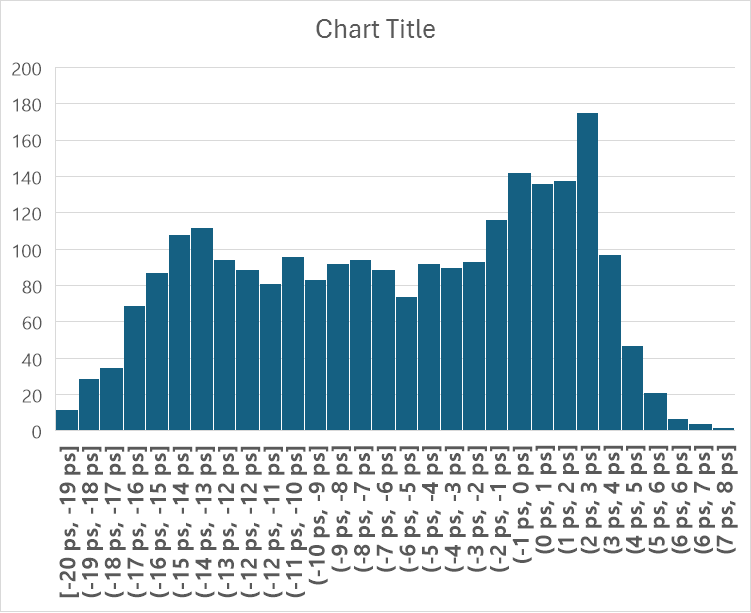 Chart Title
200
180
160
140
120
100
80
60
40
20
0
[-20 ps, -19 ps]
(-19 ps, -18 ps]
(-18 ps, -17 ps]
(-17 ps, -16 ps]
(-16 ps, -15 ps]
(-15 ps, -14 ps]
(-14 ps, -13 ps]
(-13 ps, -12 ps]
(-12 ps, -12 ps]
(-12 ps, -11 ps]
(-11 ps, -10 ps]
(-10 ps, -9 ps]
(-9 ps, -8 ps]
(-8 ps, -7 ps]
(-7 ps, -6 ps]
(-6 ps, -5 ps]
(-5 ps, -4 ps]
(-4 ps, -3 ps]
(-3 ps, -2 ps]
(-2 ps, -1 ps]
(-1 ps, 0 ps]
(0 ps, 1 ps]
(1 ps, 2 ps]
(2 ps, 3 ps]
(3 ps, 4 ps]
(4 ps, 5 ps]
(5 ps, 6 ps]
(6 ps, 6 ps]
(6 ps, 7 ps]
(7 ps, 8 ps]